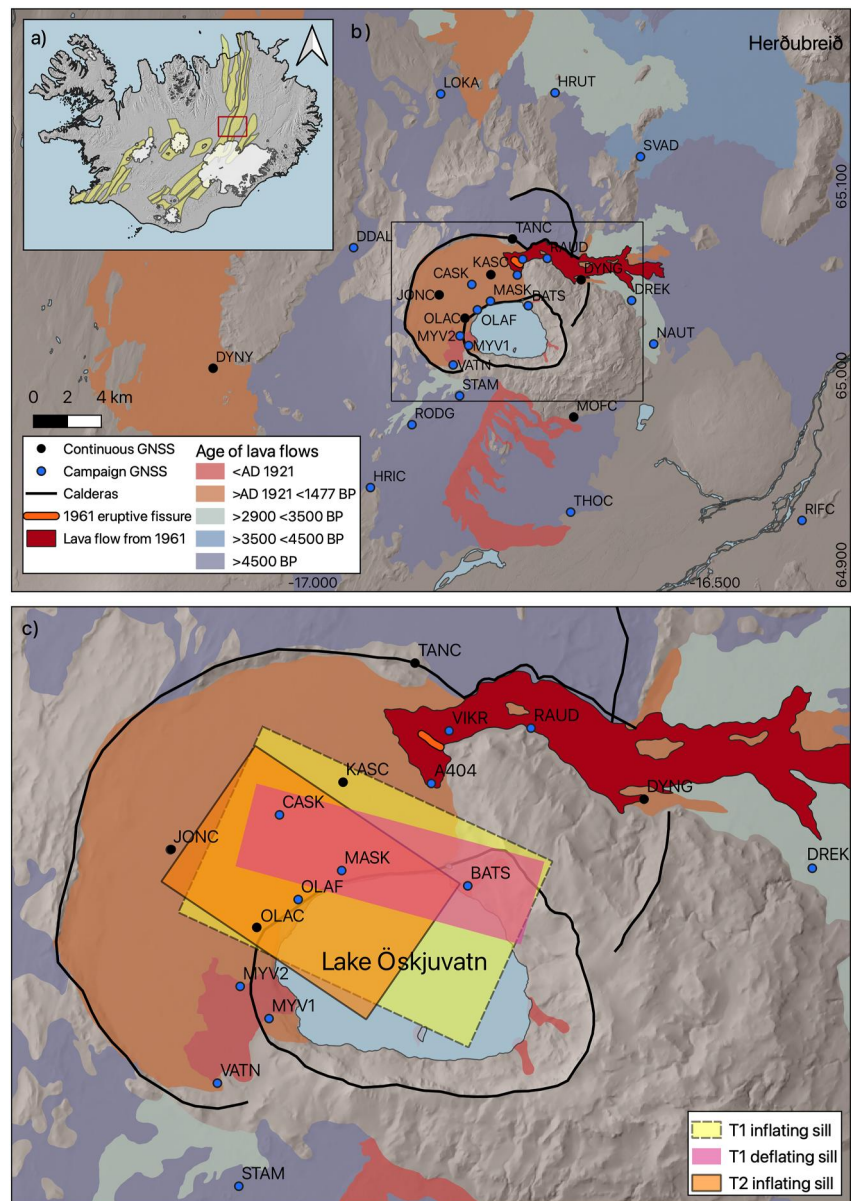 a)
b)
Herðubreið
LOKA
HRUT
SVAD
65.100
DDAL
TANC
RAUD
KASC
CASK
DYNG
JONC
MASK
BATS
DREK
OLAC
OLAF
MYV2
MYV1
NAUT
DYNY
VATN
65.000
STAM
0 2 4 km
MOFC
RODG
Continuous GNSS
Campaign GNSS
Calderas
1961 eruptive fissure
Lava flow from 1961
Age of lava flows
<AD 1921
>AD 1921 <1477 BP
>2900 <3500 BP
>3500 <4500 BP
>4500 BP
HRIC
THOC
RIFC
64.900
-17.000
-16.500
c)
TANC
VIKR
RAUD
KASC
A404
DYNG
CASK
JONC
MASK
DREK
BATS
OLAF
OLAC
Lake Öskjuvatn
MYV2
MYV1
VATN
STAM
T1 inflating sill
T1 deflating sill
T2 inflating sill